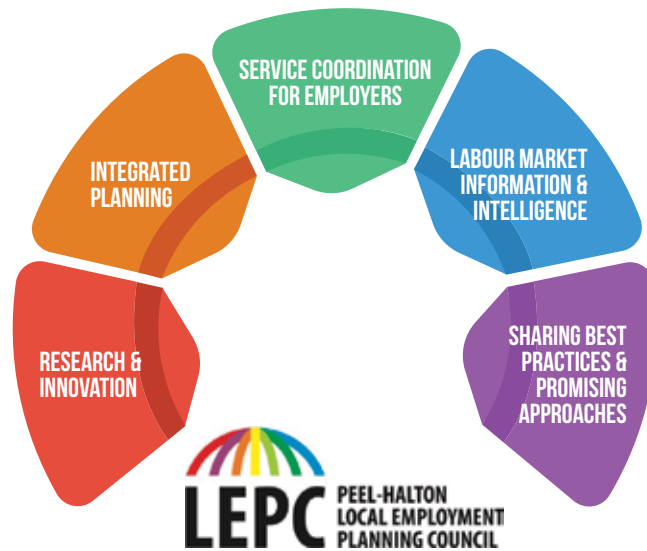 SERVICE COORDINATION
FOR EMPLOYERS
INTEGRATED
PLANNING
LABOUR MARKET
INFORMATION &
INTELLIGENCE
RESEARCH &
INNOVATION
SHARING BEST
PRACTICES &
PROMISING
APPROACHES
LEPC
PEEL-HALTON
LOCAL EMPLOYMENT
PLANNING COUNCIL